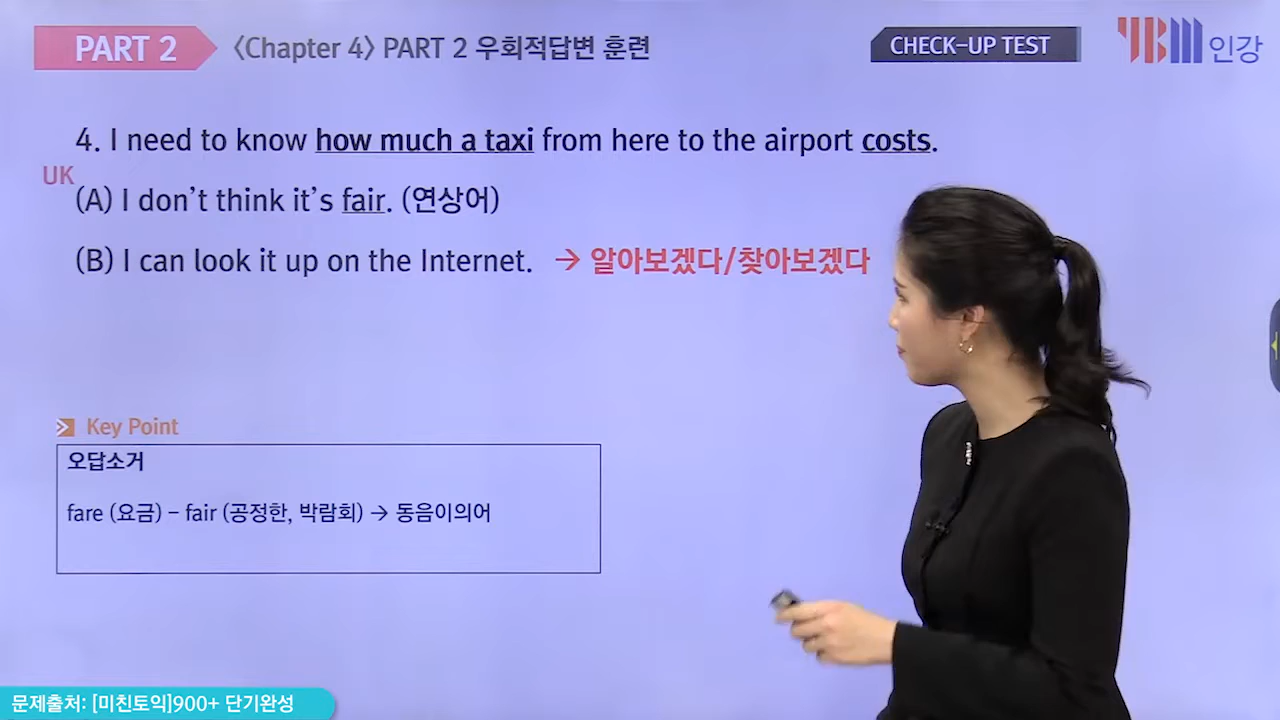 PART 2 〈Chapter 4〉 PART 2 우회적답변 훈련 CHECK-UP TEST YBM 인강
4. I need to know how much a taxi from here to the airport costs.
UK
(A) I don't think it's fair. (연상어)
(B) I can look it up on the Internet. → 알아보겠다/찾아보겠다
Key Point
오답소거
fare (요금) – fair (공정한, 박람회) → 동음이의어
문제출처: [미친토익]900+ 단기완성